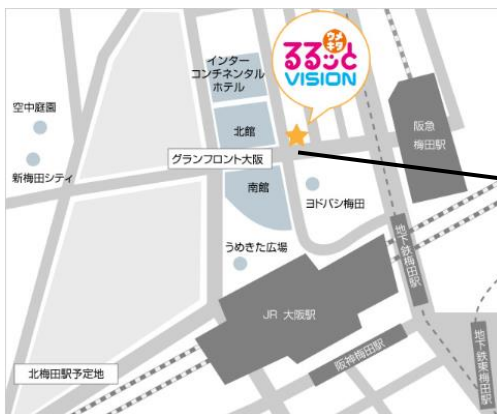 ウメキタ
るるっと
VISION
インター
コンチネンタル
ホテル
空中庭園
北館
阪急
梅田駅
グランフロント大阪
新梅田シティ
南館
ヨドバシ梅田
うめきた広場
地下鉄梅田駅
JR 大阪駅
阪神梅田駅
北梅田駅予定地
地下鉄東梅田駅